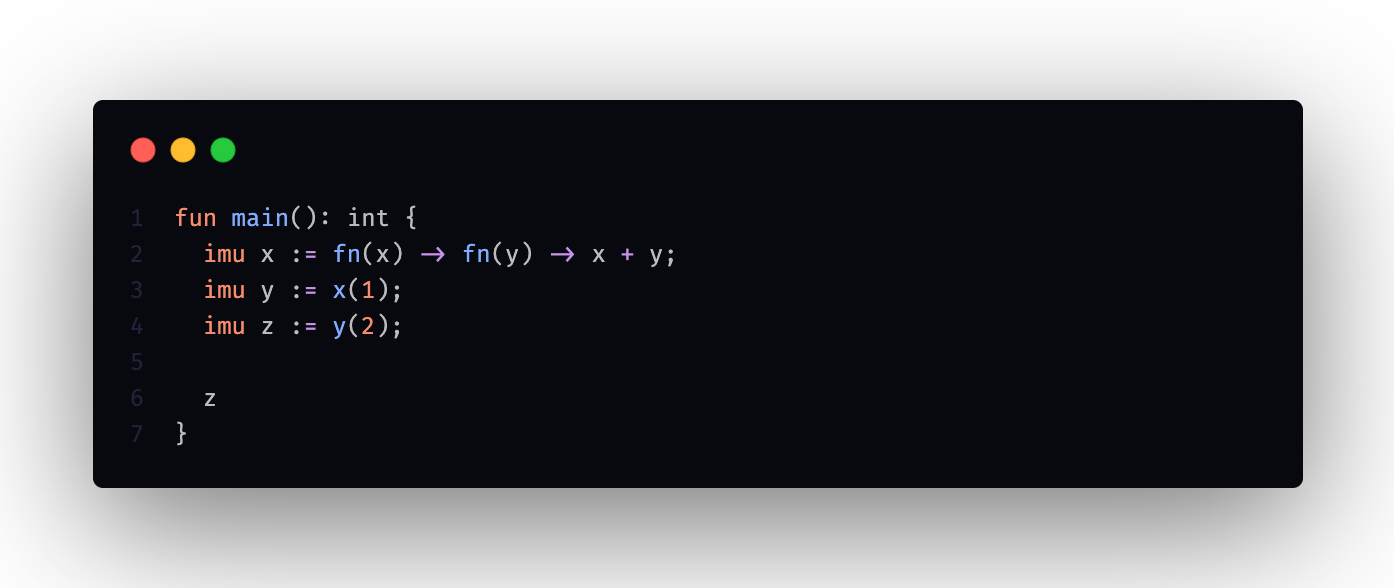 1 fun main(): int {
2 imu x := fn(x) -> fn(y) -> x + y;
3 imu y := x(1);
4 imu z := y(2);
5
6 z
7 }